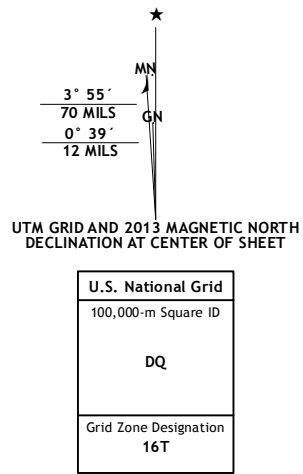 ★
MN
3° 55´
70 MILS
GN
0° 39´
12 MILS
UTM GRID AND 2013 MAGNETIC NORTH
DECLINATION AT CENTER OF SHEET
U.S. National Grid
100,000-m Square ID
DQ
Grid Zone Designation
16T